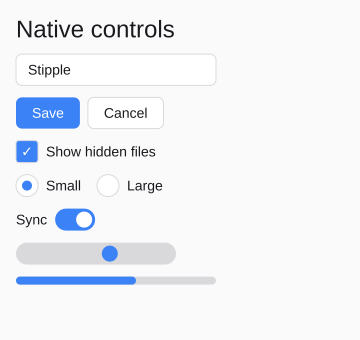 Native controls
Stipple
Save Cancel
Show hidden files
Small Large
Sync